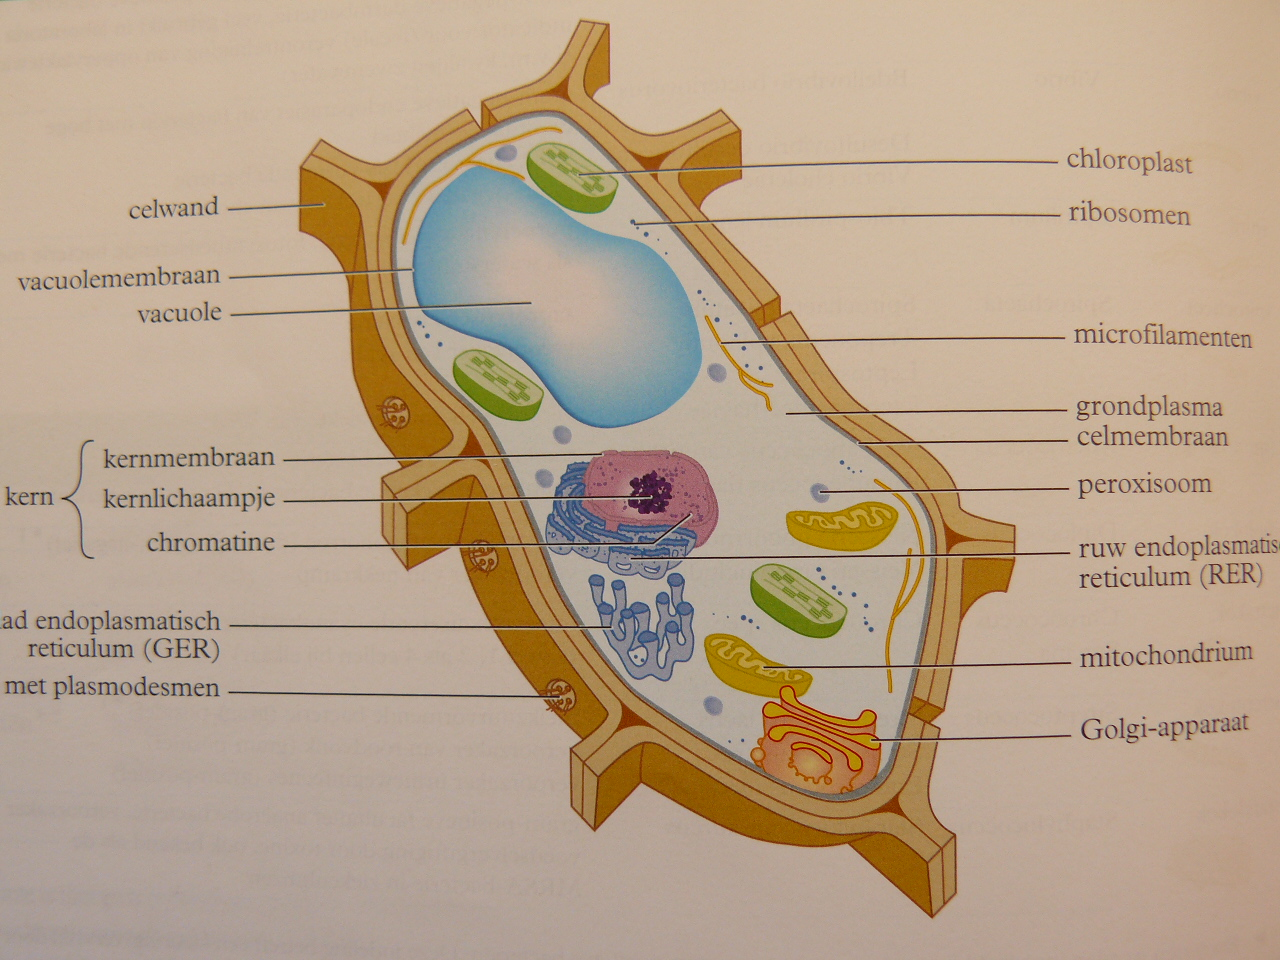 celwand
vacuolemembraan
vacuole
kern
kernmembraan
kernlichaampje
chromatine
ad endoplasmatisch
reticulum (GER)
met plasmodesmen
chloroplast
ribosomen
microfilamenten
grondplasma
celmembraan
peroxisoom
ruw endoplasmatis
reticulum (RER)
mitochondrium
Golgi-apparaat